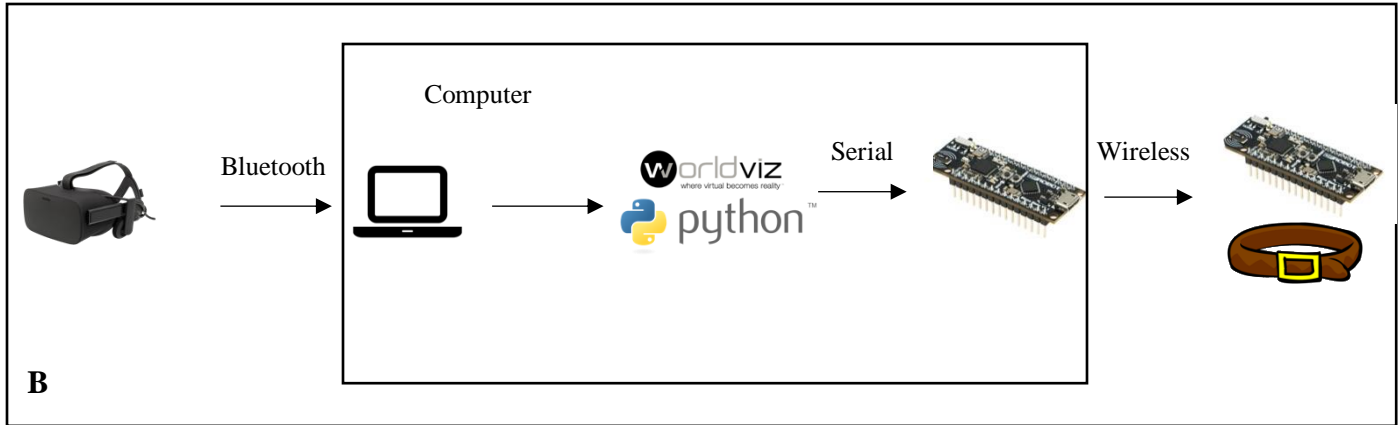 Computer
Bluetooth
worldviz
where virtual becomes reality
python™
Serial
Wireless
B